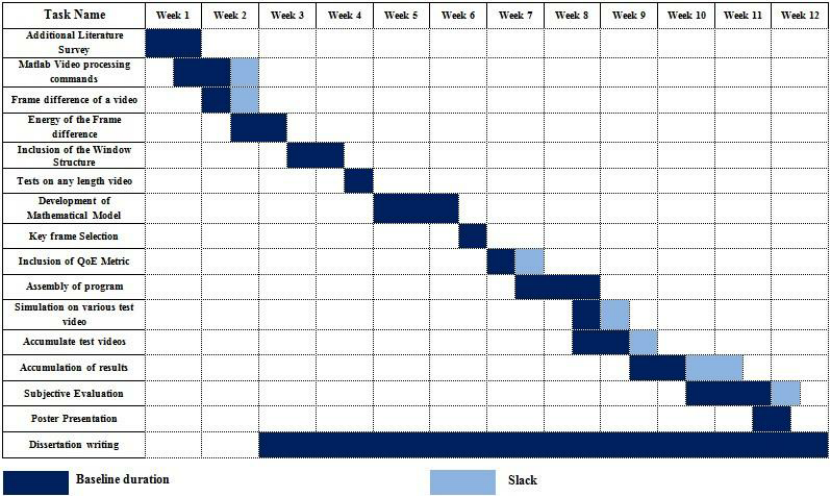 Task Name Week 1 Week 2 Week 3 Week 4 Week 5 Week 6 Week 7 Week 8 Week 9 Week 10 Week 11 Week 12
Additional Literature
Survey
Matlab Video processing
commands
Frame difference of a video
Energy of the Frame
difference
Inclusion of the Window
Structure
Tests on any length video
Development of
Mathematical Model
Key frame Selection
Inclusion of QoE Metric
Assembly of program
Simulation on various test
video
Accumulate test videos
Accumulation of results
Subjective Evaluation
Poster Presentation
Dissertation writing
Baseline duration Slack